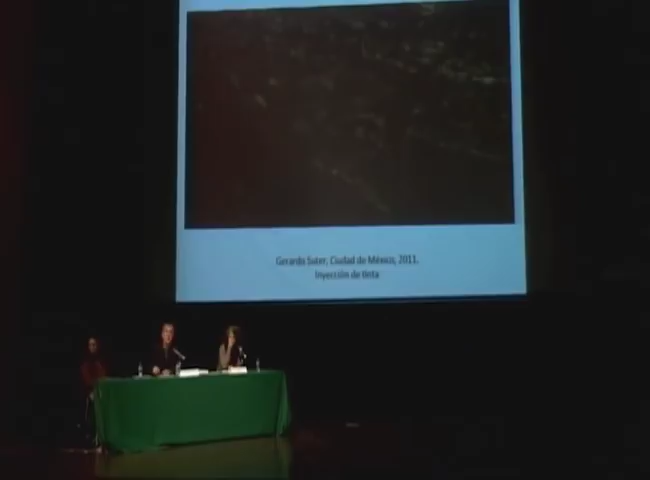 Gerardo Suter, Ciudad de México, 2011.
Inyección de tinta